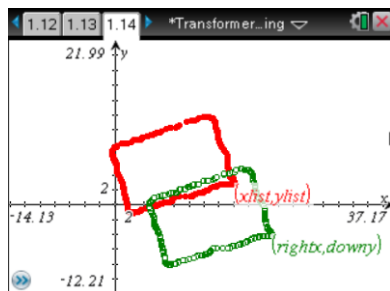 1.12 1.13 1.14 *Transformer...ing
21.99 y
2
x
-14.13 2 37.17
(xlist,ylist)
(rightx,downy)
-12.21